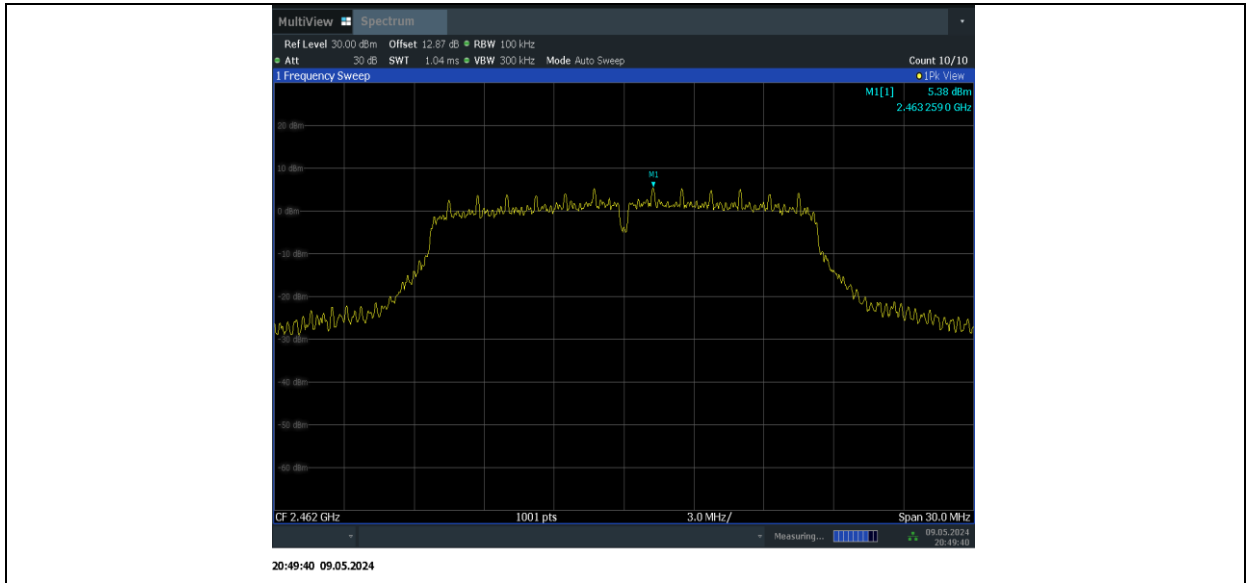 MultiView Spectrum
Ref Level 30.00 dBm Offset 12.87 dB RBW 100 kHz
Att 30 dB SWT 1.04 ms VBW 300 kHz Mode Auto Sweep Count 10/10
1 Frequency Sweep 1Pk View
M1[1] 5.38 dBm
2.4632590 GHz
20 dBm
10 dBm
M1
0 dBm
-10 dBm
-20 dBm
-30 dBm
-40 dBm
-50 dBm
-60 dBm
CF 2.462 GHz 1001 pts 3.0 MHz/ Span 30.0 MHz
Measuring... 09.05.2024
20:49:40
20:49:40 09.05.2024